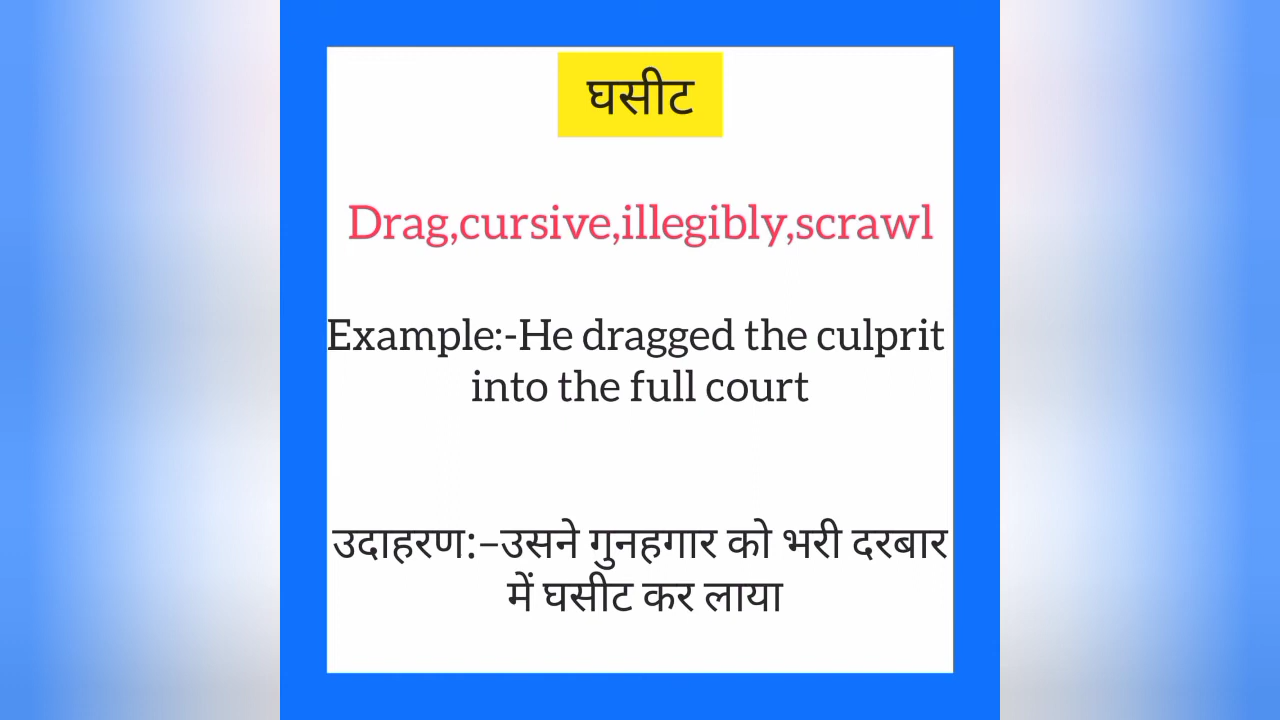 घसीट
Drag,cursive,illegibly,scrawl
Example:-He dragged the culprit
into the full court
उदाहरण:–उसने गुनहगार को भरी दरबार
में घसीट कर लाया